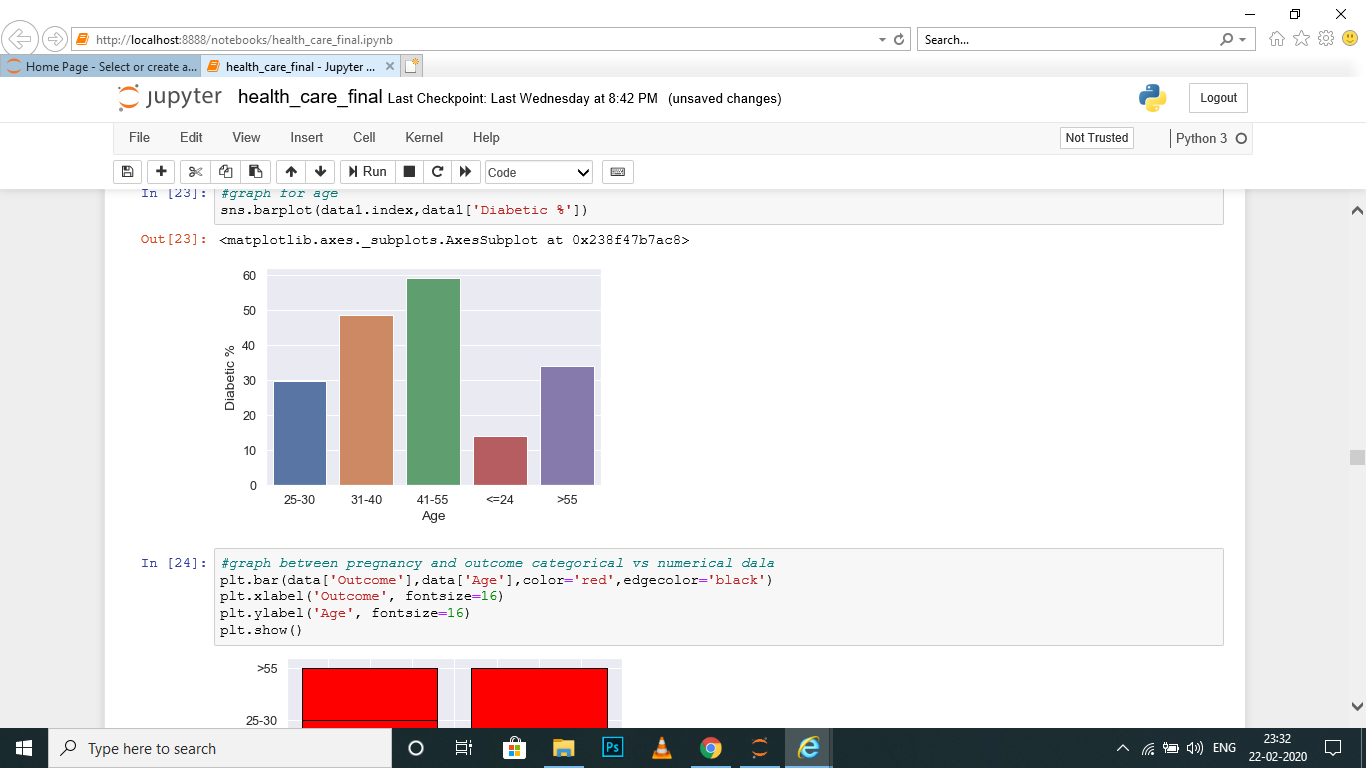 http://localhost:8888/notebooks/health_care_final.ipynb
Search...
Home Page - Select or create a...
health_care_final - Jupyter ...
jupyter health_care_final Last Checkpoint: Last Wednesday at 8:42 PM (unsaved changes)
Logout
File Edit View Insert Cell Kernel Help
Not Trusted
Python 3
Run
Code
In [23]: #graph for age
sns.barplot(data1.index,data1['Diabetic %'])
Out[23]: <matplotlib.axes._subplots.AxesSubplot at 0x238f47b7ac8>
60
50
40
30
20
10
0
Diabetic %
25-30 31-40 41-55 <=24 >55
Age
In [24]: #graph between pregnancy and outcome categorical vs numerical dala
plt.bar(data['Outcome'],data['Age'],color='red',edgecolor='black')
plt.xlabel('Outcome', fontsize=16)
plt.ylabel('Age', fontsize=16)
plt.show()
>55
25-30
Type here to search
Ps
ENG
23:32
22-02-2020